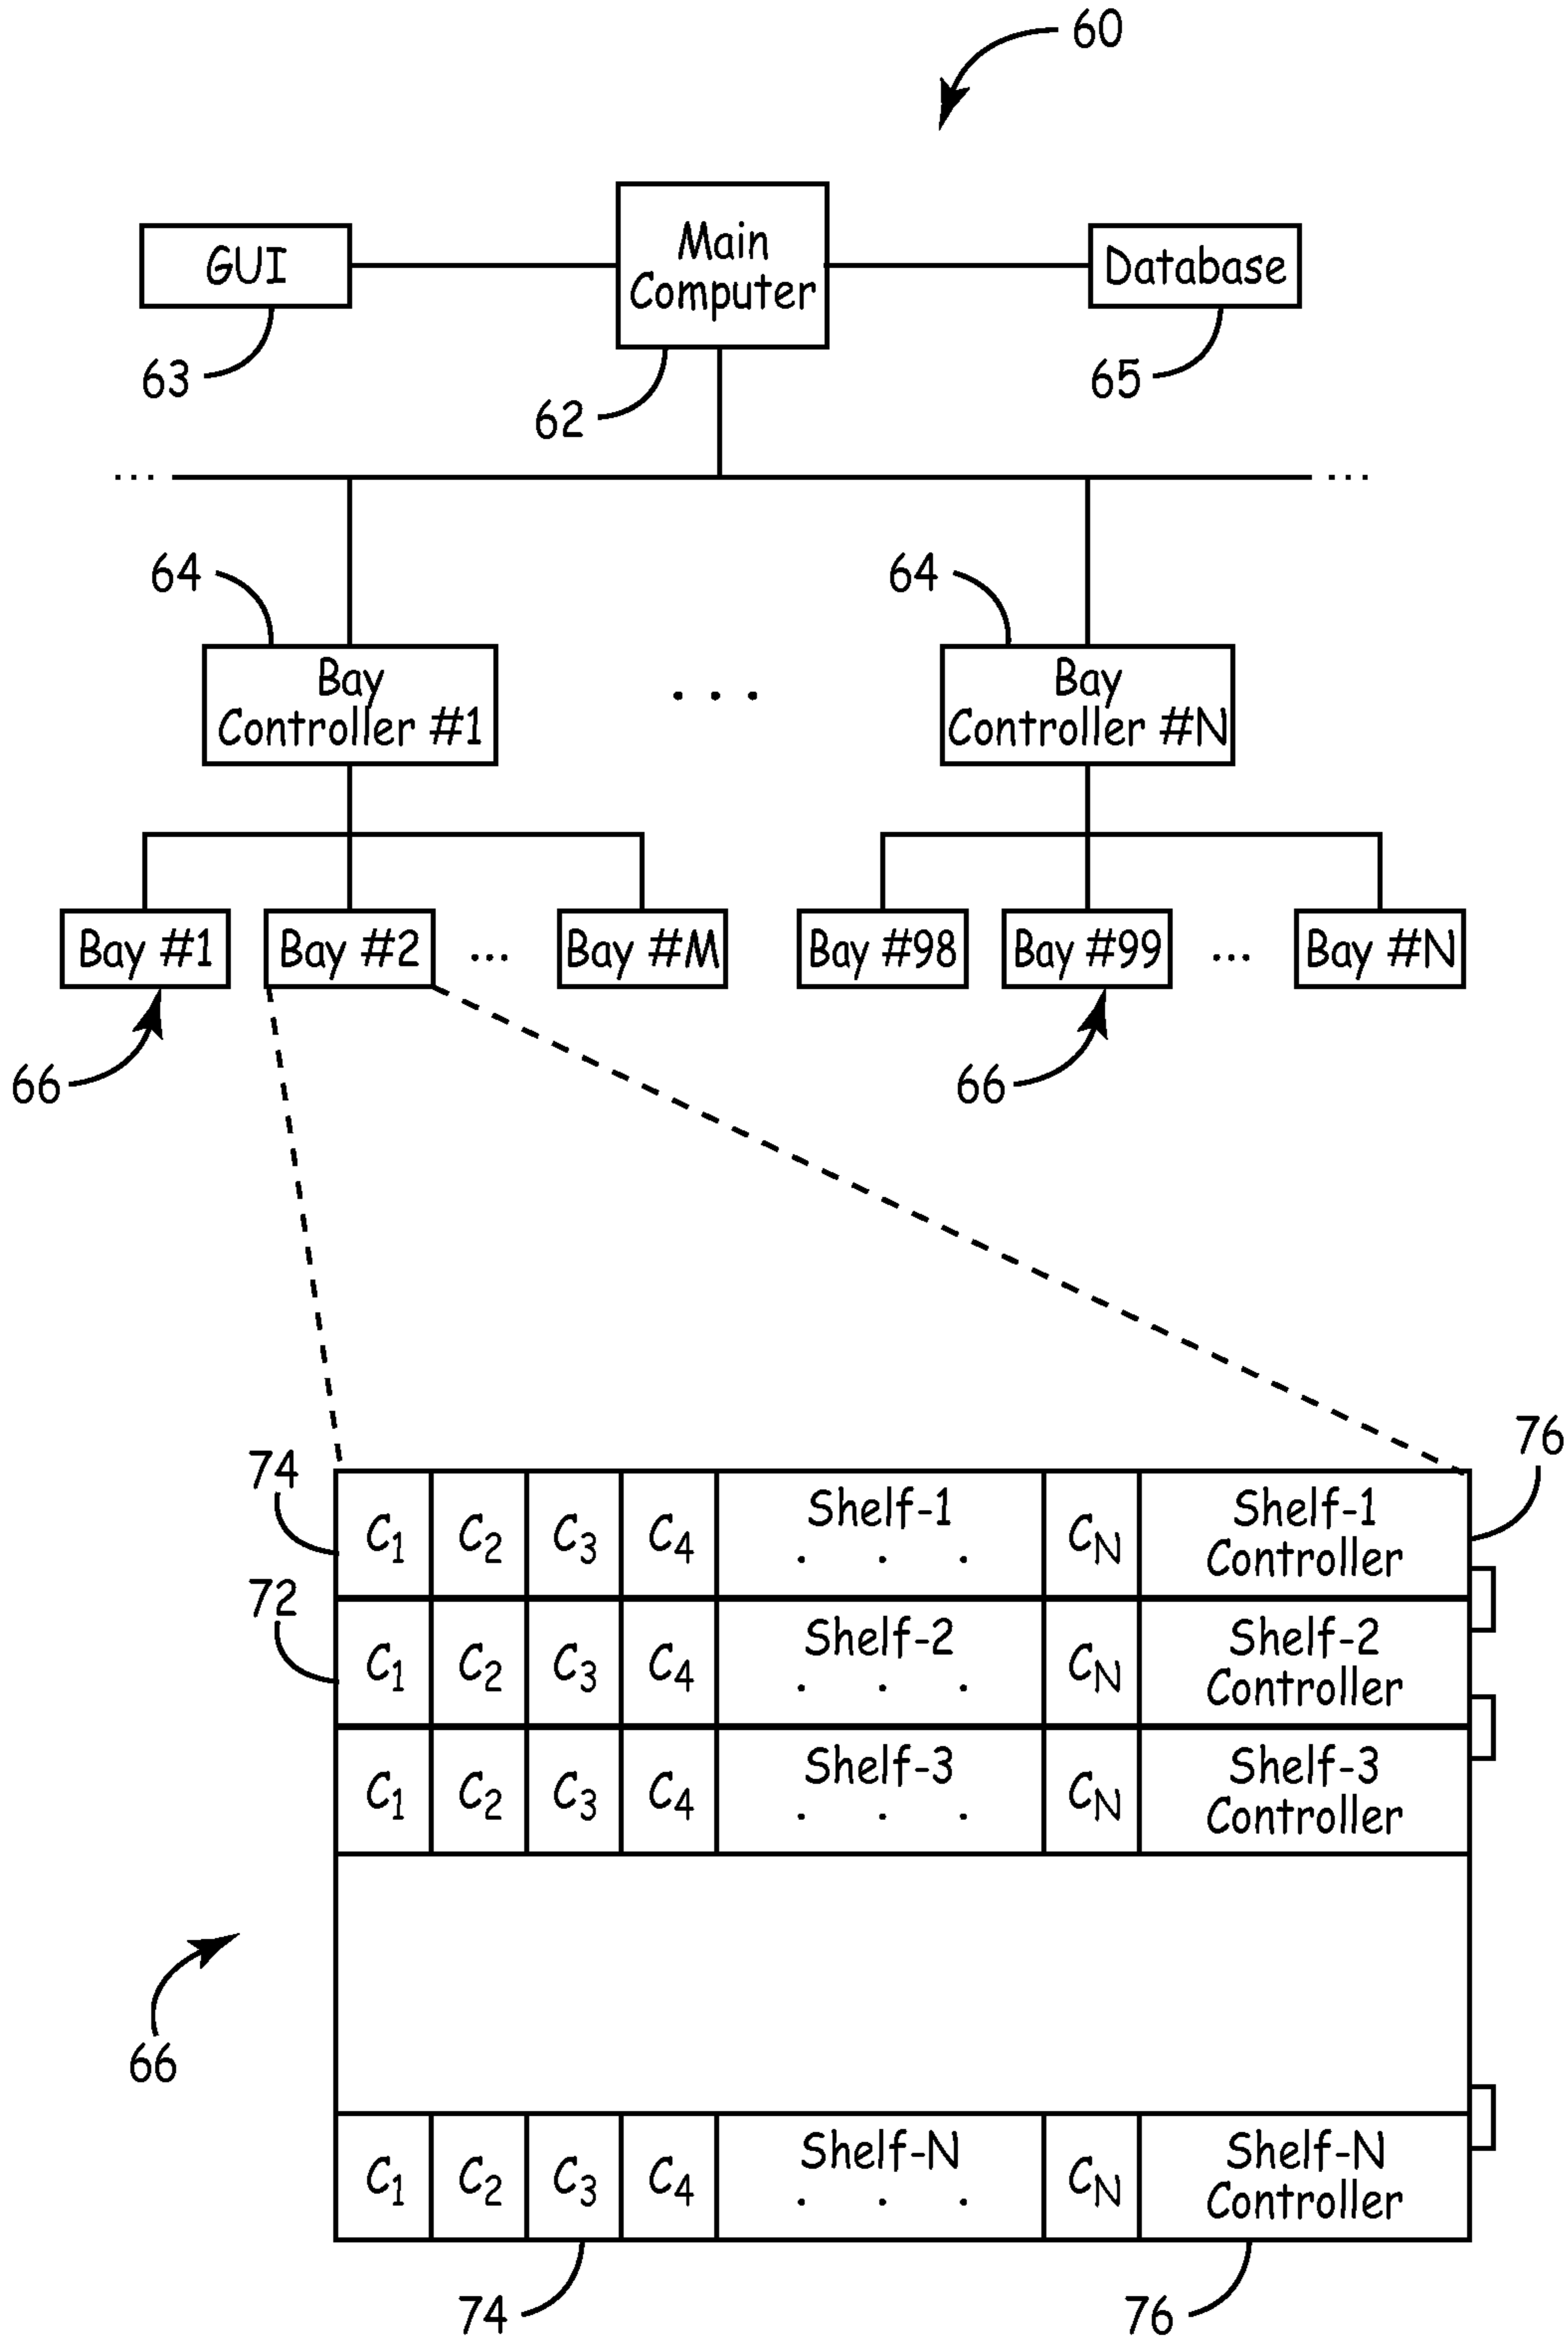 60
GUI
Main
Computer
Database
63
62
65
... ...
64
64
Bay
Controller #1
. . .
Bay
Controller #N
Bay #1
Bay #2
...
Bay #M
Bay #98
Bay #99
...
Bay #N
66
66
76
74
C1 C2 C3 C4 Shelf-1 . . . CN Shelf-1
Controller
72
C1 C2 C3 C4 Shelf-2 . . . CN Shelf-2
Controller
C1 C2 C3 C4 Shelf-3 . . . CN Shelf-3
Controller
66
C1 C2 C3 C4 Shelf-N . . . CN Shelf-N
Controller
74
76